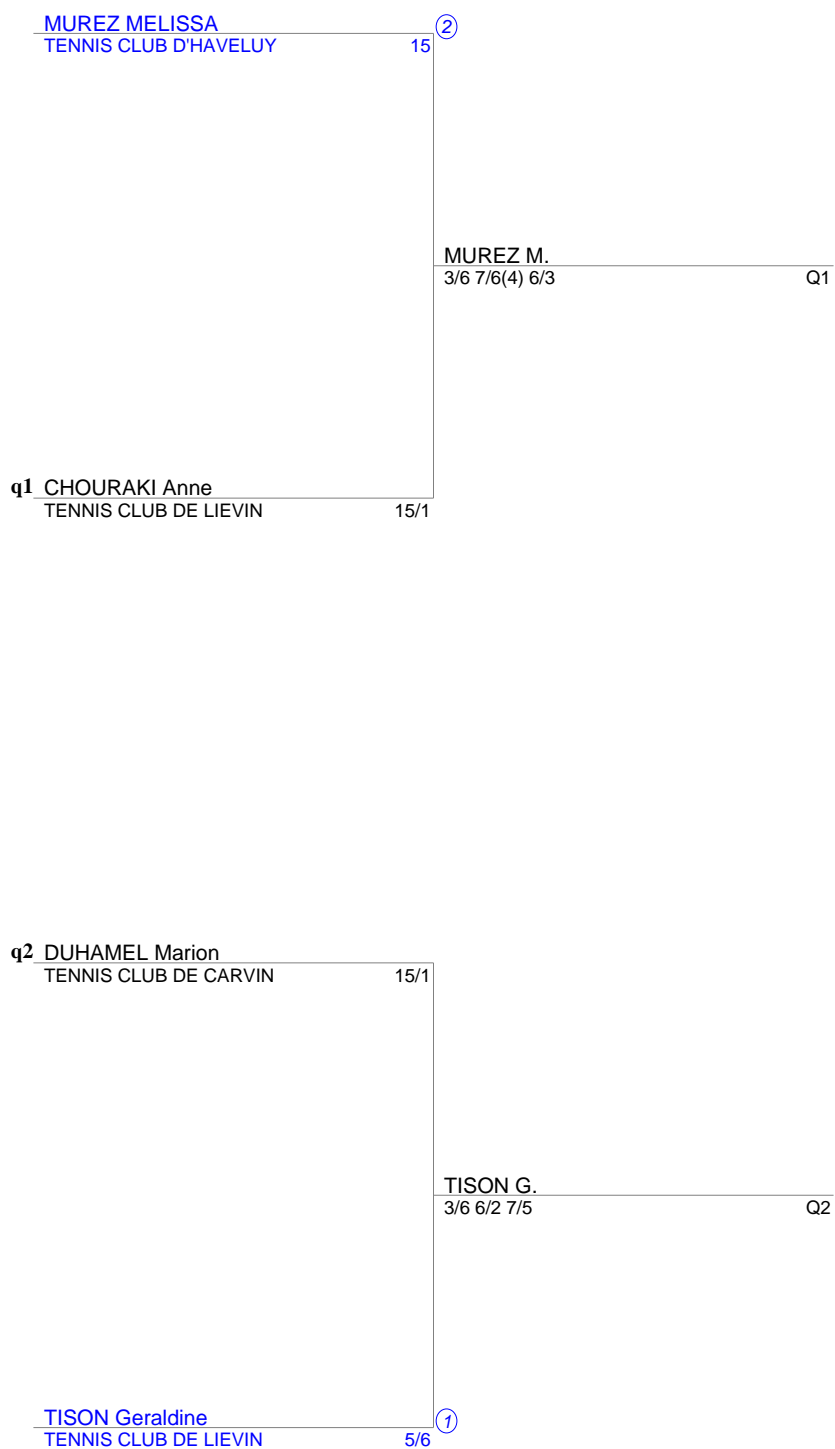 MUREZ MELISSA 2
TENNIS CLUB D'HAVELUY 15
MUREZ M.
3/6 7/6(4) 6/3 Q1
q1 CHOURAKI Anne
TENNIS CLUB DE LIEVIN 15/1
q2 DUHAMEL Marion
TENNIS CLUB DE CARVIN 15/1
TISON G.
3/6 6/2 7/5 Q2
TISON Geraldine 1
TENNIS CLUB DE LIEVIN 5/6